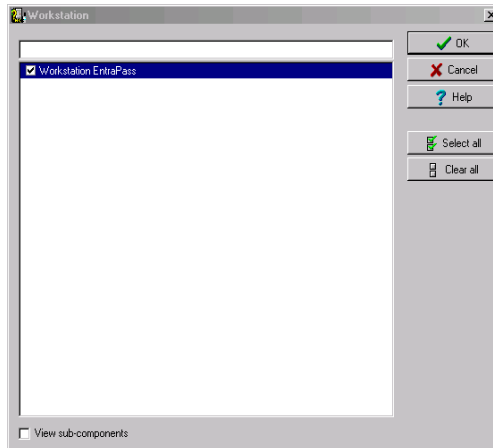 Workstation
OK
Workstation EntraPass
Cancel
Help
Select all
Clear all
View sub-components